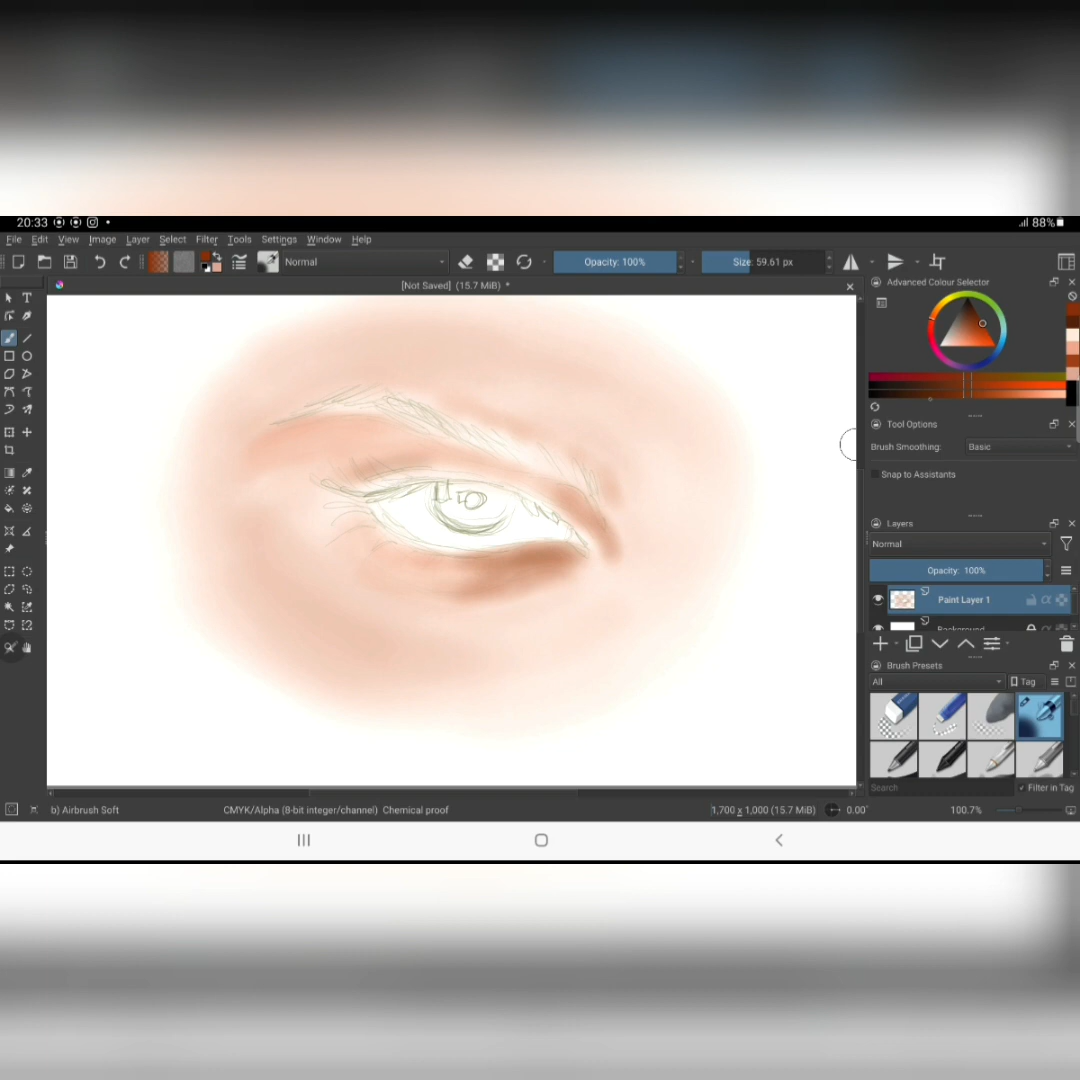 20:33 88%
File Edit View Image Layer Select Filter Tools Settings Window Help
Normal Opacity: 100% Size: 59.61 px
[Not Saved] (15.7 MiB) *
Advanced Colour Selector
Tool Options
Brush Smoothing: Basic
Snap to Assistants
Layers
Normal
Opacity: 100%
Paint Layer 1
Background
Brush Presets
All Tag
Search Filter in Tag
b) Airbrush Soft CMYK/Alpha (8-bit integer/channel) Chemical proof 1,700 x 1,000 (15.7 MiB) 0.00° 100.7%